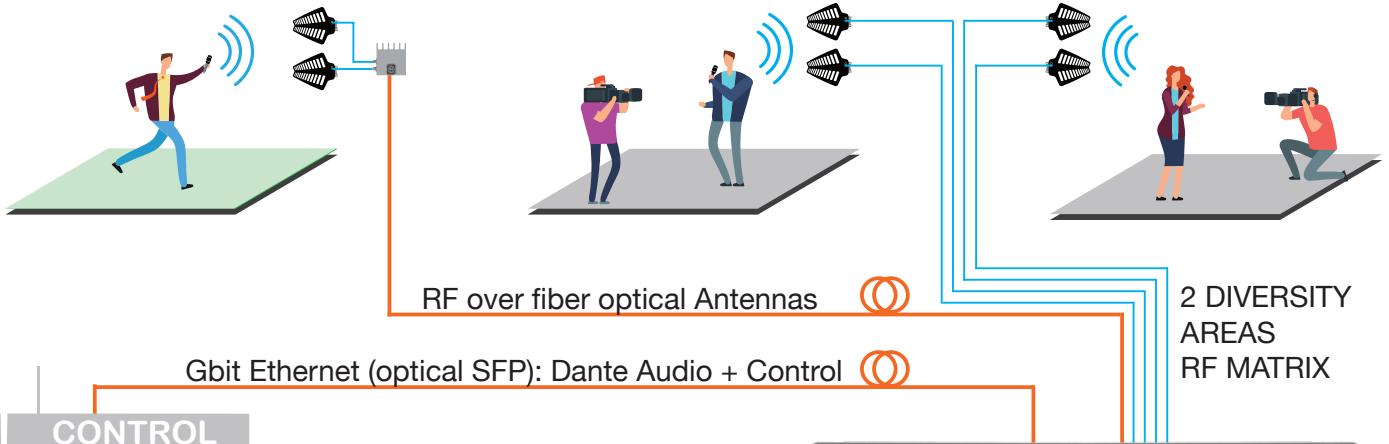 RF over fiber optical Antennas
2 DIVERSITY
AREAS
RF MATRIX
Gbit Ethernet (optical SFP): Dante Audio + Control
CONTROL